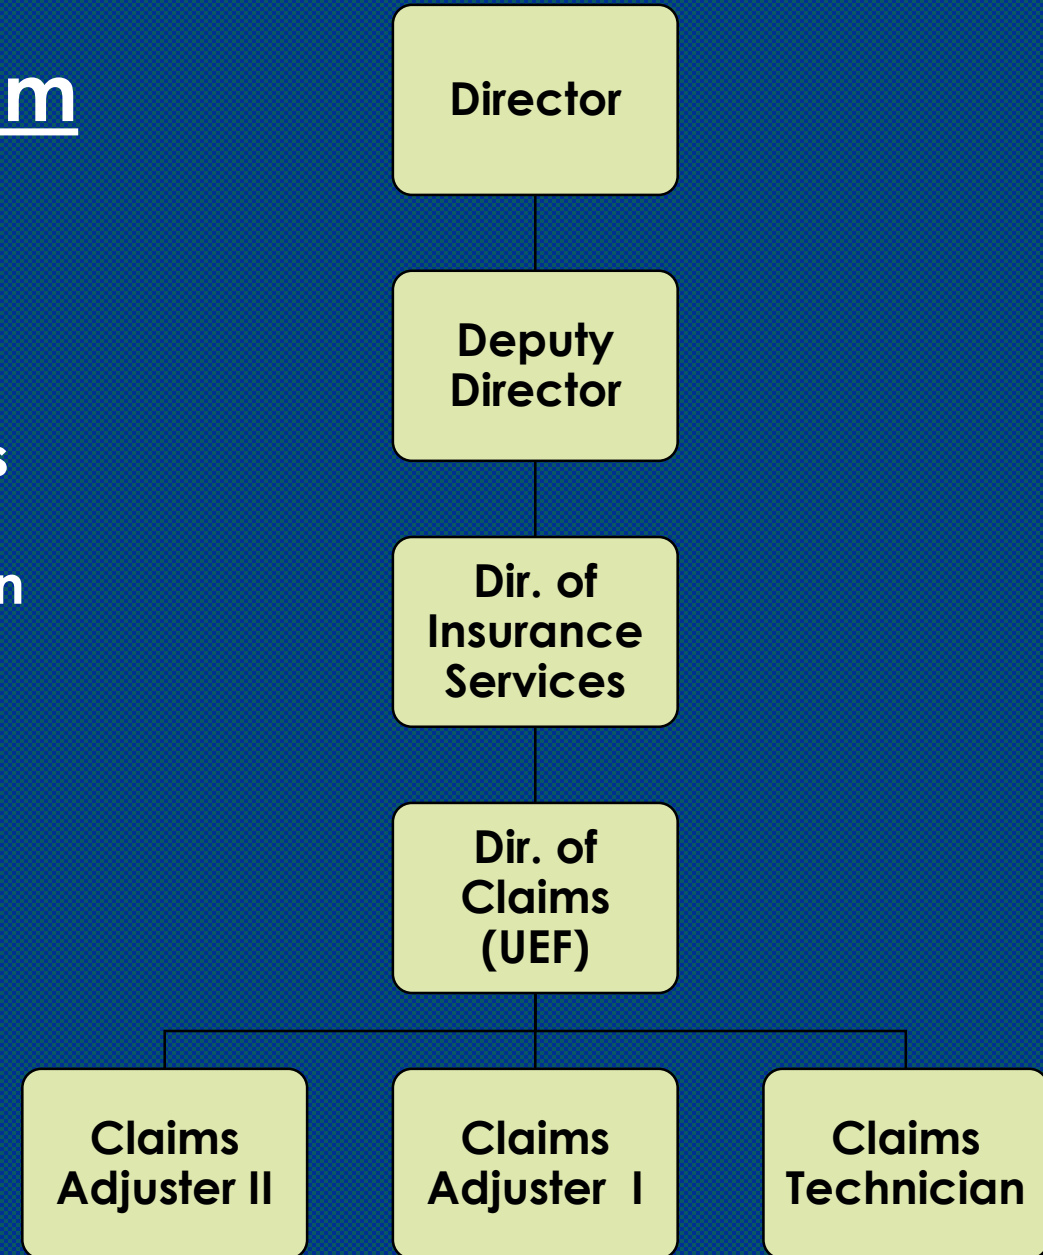 m
Director
Deputy
Director
s
n
Dir. of
Insurance
Services
Dir. of
Claims
(UEF)
Claims
Adjuster II
Claims
Adjuster I
Claims
Technician